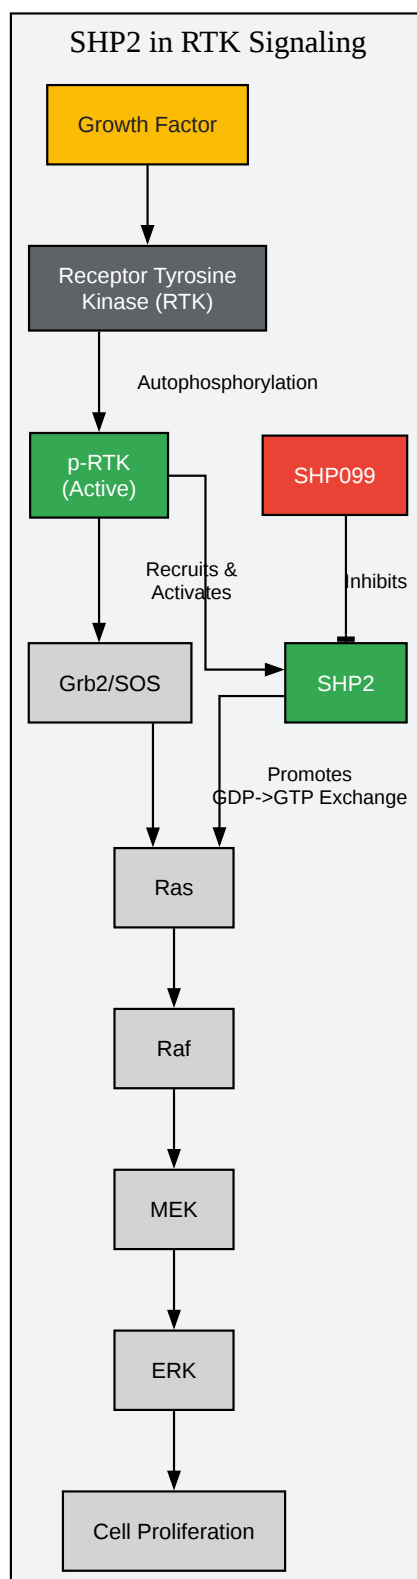 SHP2 in RTK Signaling
Growth Factor
Receptor Tyrosine
Kinase (RTK)
Autophosphorylation
p-RTK
(Active)
SHP099
Recruits &
Activates
Inhibits
Grb2/SOS
SHP2
Promotes
GDP->GTP Exchange
Ras
Raf
MEK
ERK
Cell Proliferation